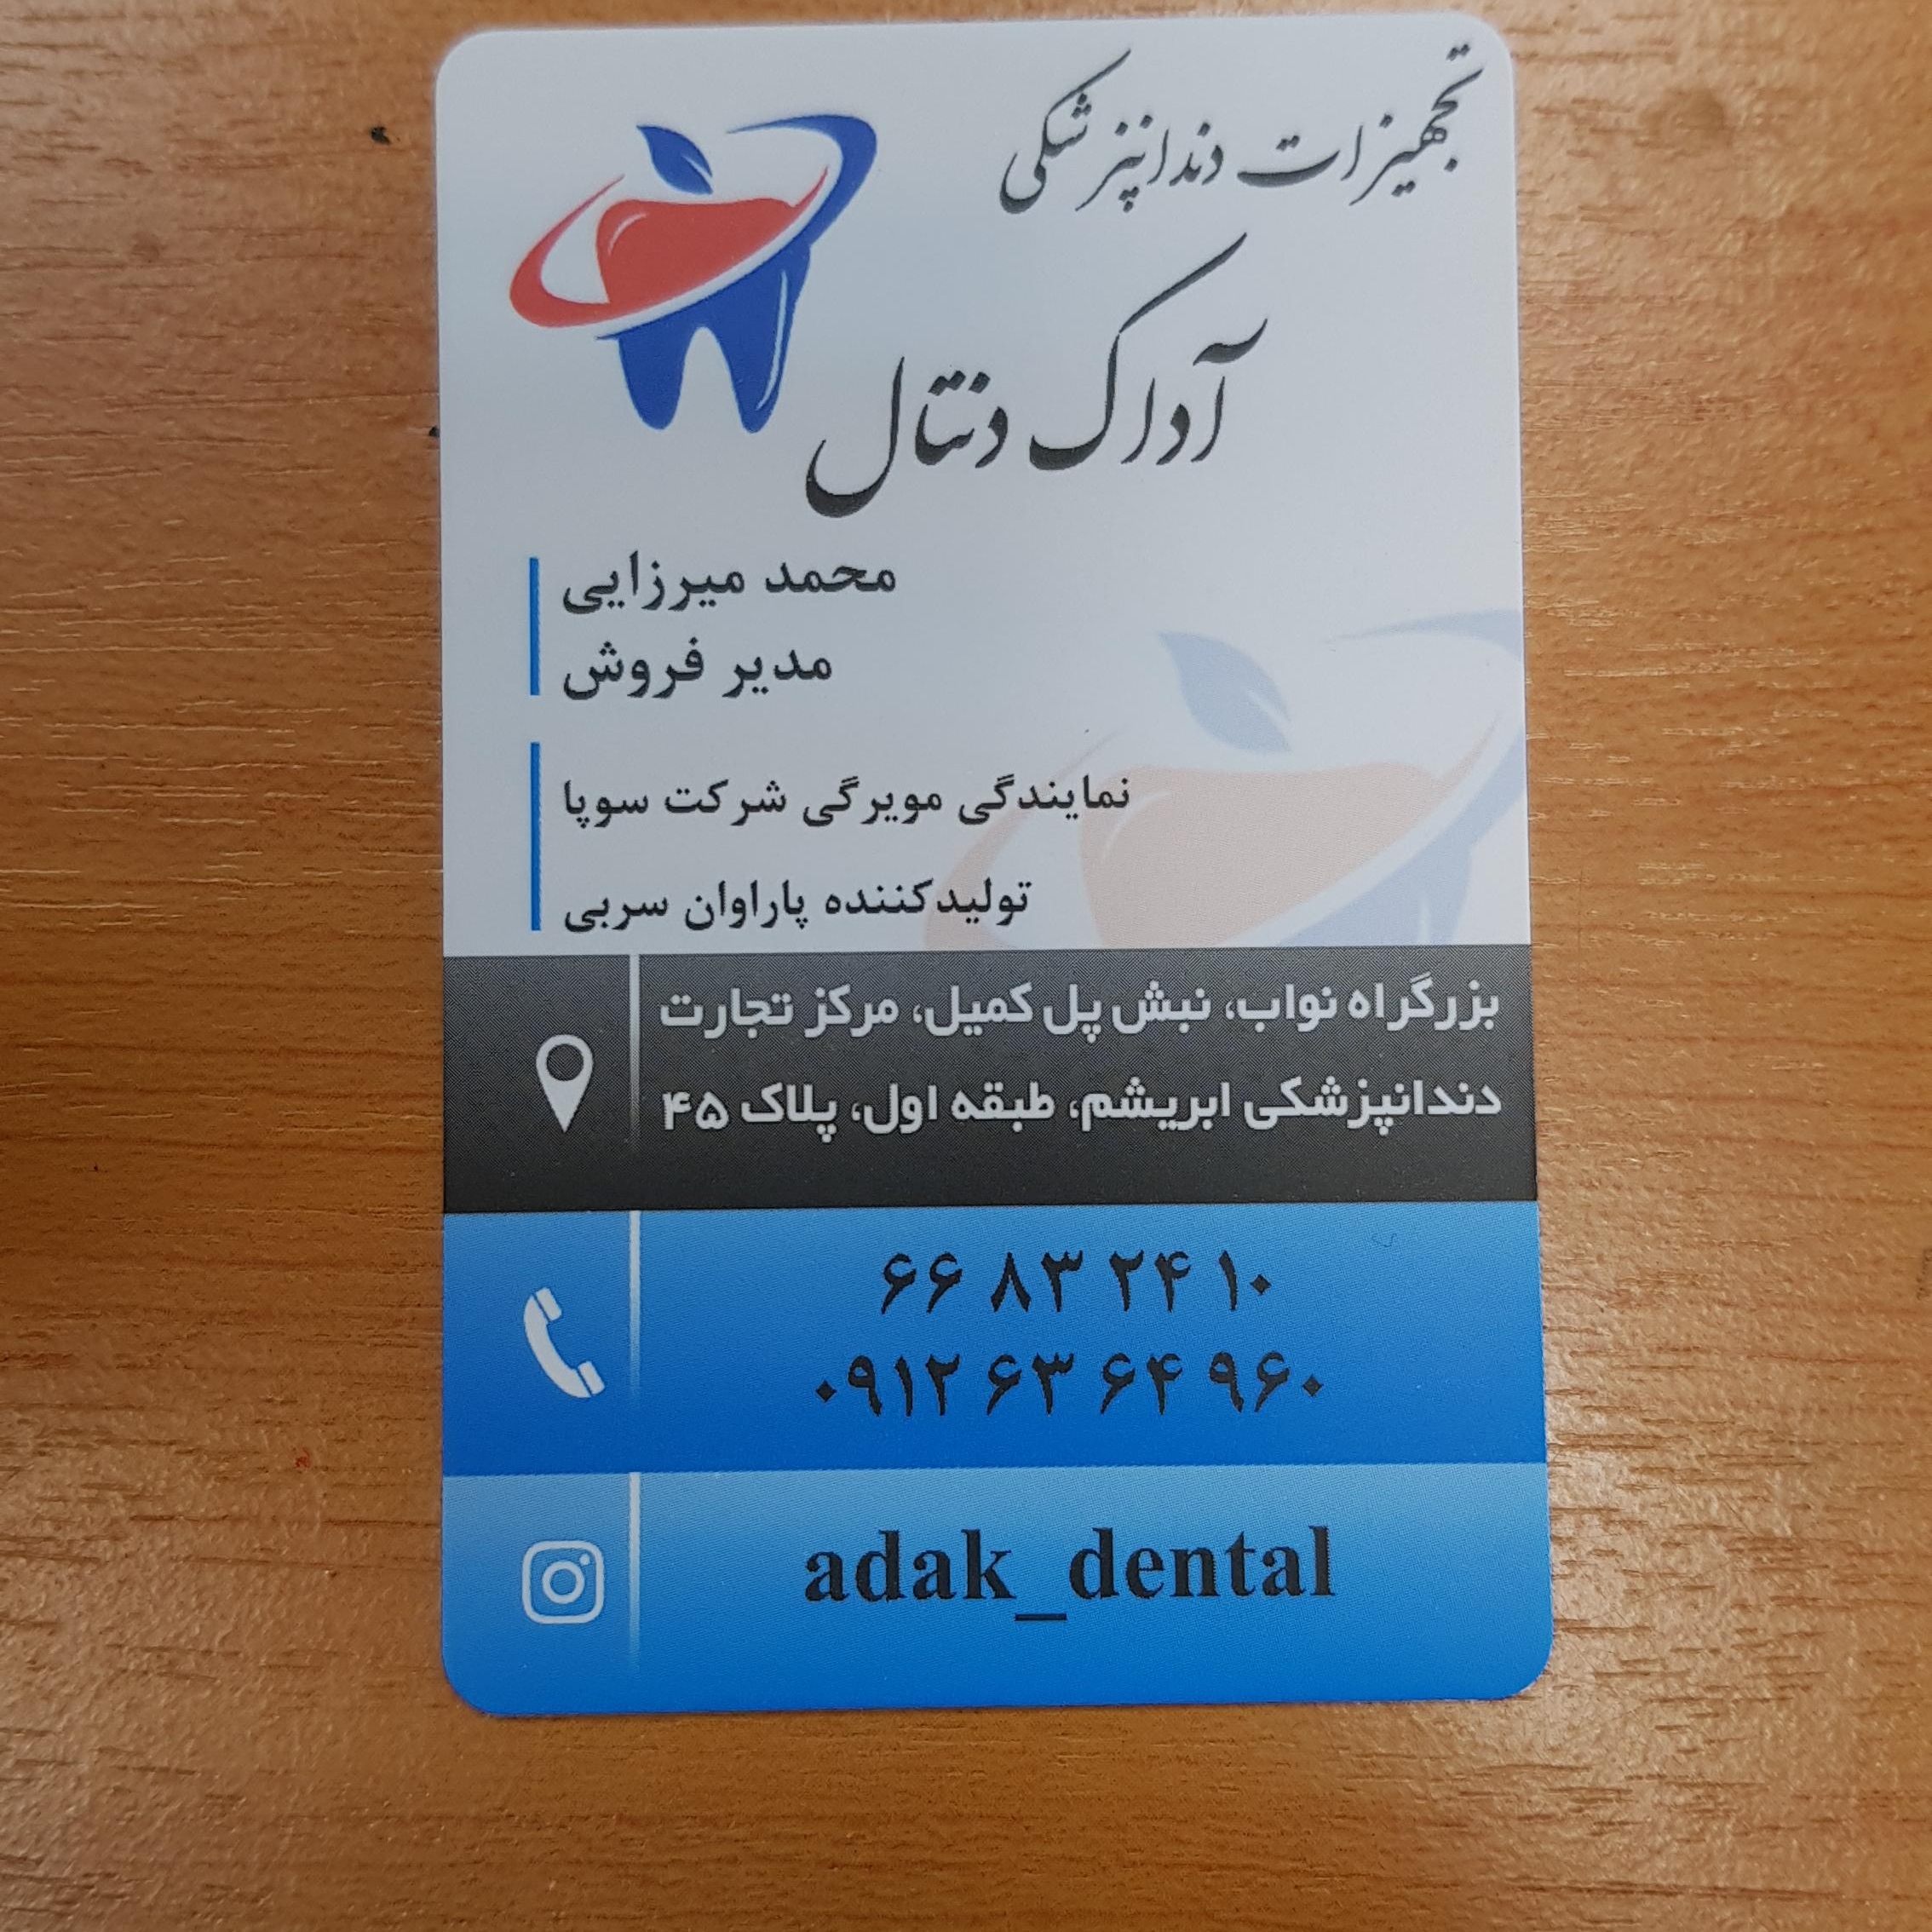 تجهیزات دندانپزشکی
آداک دنتال
محمد میرزایی
مدیر فروش
نمایندگی مویرگی شرکت سوپا
تولیدکننده پاراوان سربی
بزرگراه نواب، نبش پل کمیل، مرکز تجارت
دندانپزشکی ابریشم، طبقه اول، پلاک ۴۵
۶۶ ۸۳ ۲۴ ۱۰
۰۹۱۲ ۶۳ ۶۴ ۹۶۰
adak_dental